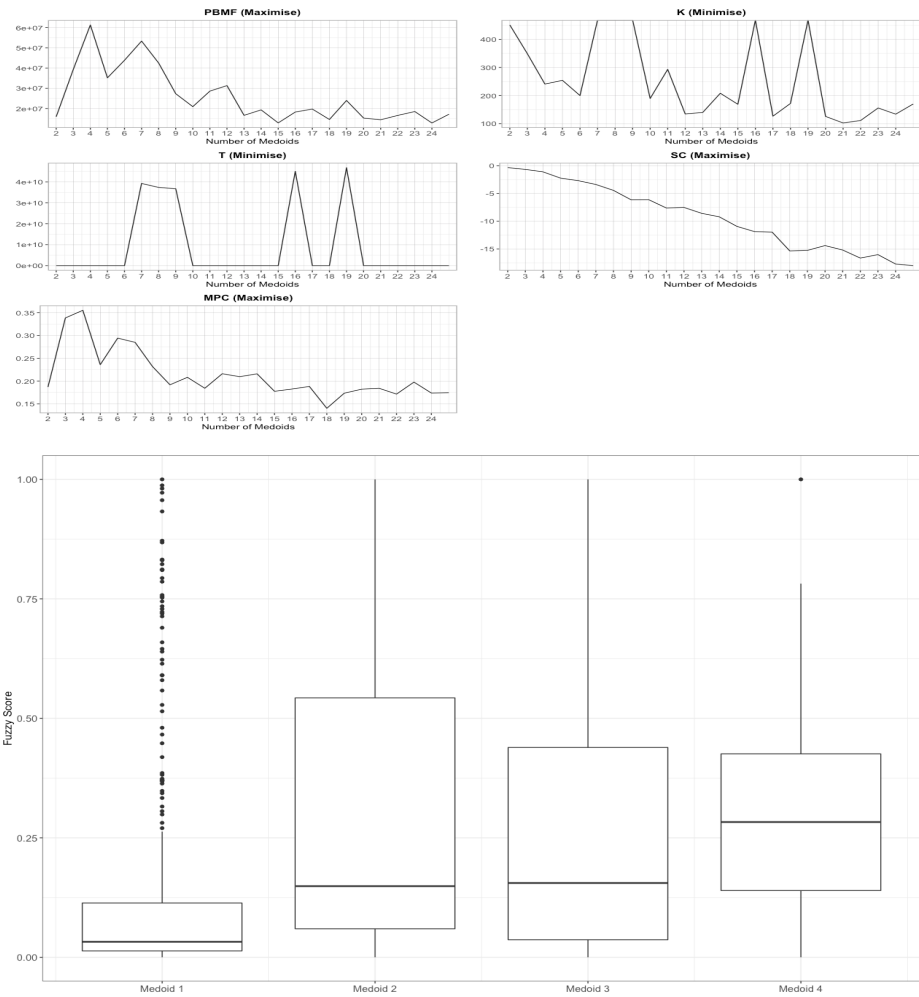 PBMF (Maximise)
6e+07
5e+07
4e+07
3e+07
2e+07
2 3 4 5 6 7 8 9 10 11 12 13 14 15 16 17 18 19 20 21 22 23 24
Number of Medoids
K (Minimise)
400
300
200
100
2 3 4 5 6 7 8 9 10 11 12 13 14 15 16 17 18 19 20 21 22 23 24
Number of Medoids
T (Minimise)
4e+10
3e+10
2e+10
1e+10
0e+00
2 3 4 5 6 7 8 9 10 11 12 13 14 15 16 17 18 19 20 21 22 23 24
Number of Medoids
SC (Maximise)
0
-5
-10
-15
2 3 4 5 6 7 8 9 10 11 12 13 14 15 16 17 18 19 20 21 22 23 24
Number of Medoids
MPC (Maximise)
0.35
0.30
0.25
0.20
0.15
2 3 4 5 6 7 8 9 10 11 12 13 14 15 16 17 18 19 20 21 22 23 24
Number of Medoids
Fuzzy Score
1.00
0.75
0.50
0.25
0.00
Medoid 1 Medoid 2 Medoid 3 Medoid 4